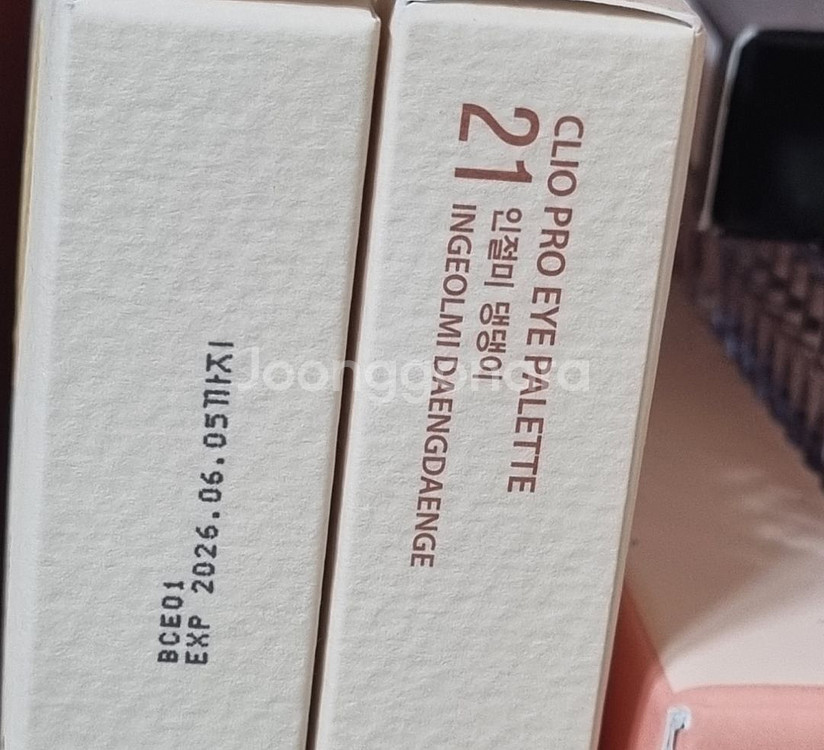 BCE01
EXP 2026.06.05까지
CLIO PRO EYE PALETTE
21 인절미 댕댕이
INGEOLMI DAENGDAENGE
Joonggonara